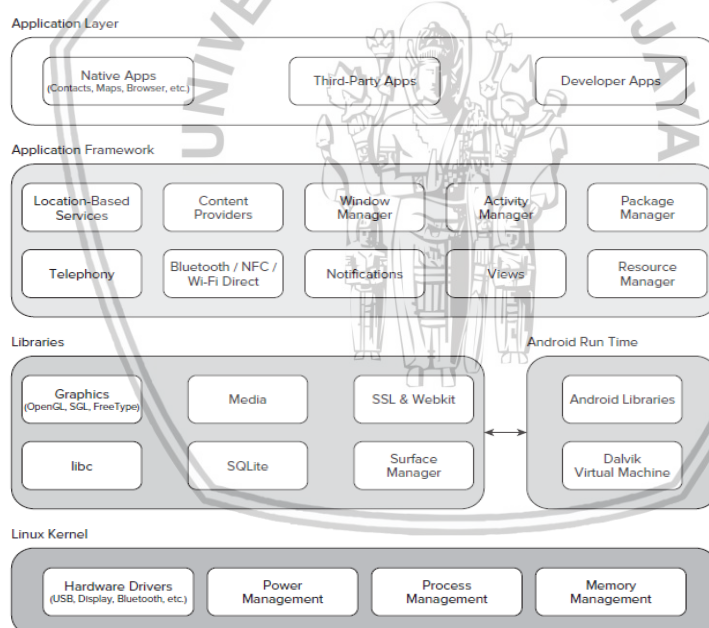 Application Layer
Native Apps
(Contacts, Maps, Browser, etc.)
Third-Party Apps
Developer Apps
Application Framework
Location-Based
Services
Content
Providers
Window
Manager
Activity
Manager
Package
Manager
Telephony
Bluetooth / NFC /
Wi-Fi Direct
Notifications
Views
Resource
Manager
Libraries
Graphics
(OpenGL, SGL, FreeType)
Media
SSL & Webkit
libc
SQLite
Surface
Manager
Android Run Time
Android Libraries
Dalvik
Virtual Machine
Linux Kernel
Hardware Drivers
(USB, Display, Bluetooth, etc.)
Power
Management
Process
Management
Memory
Management
UNIVE
IJAYA